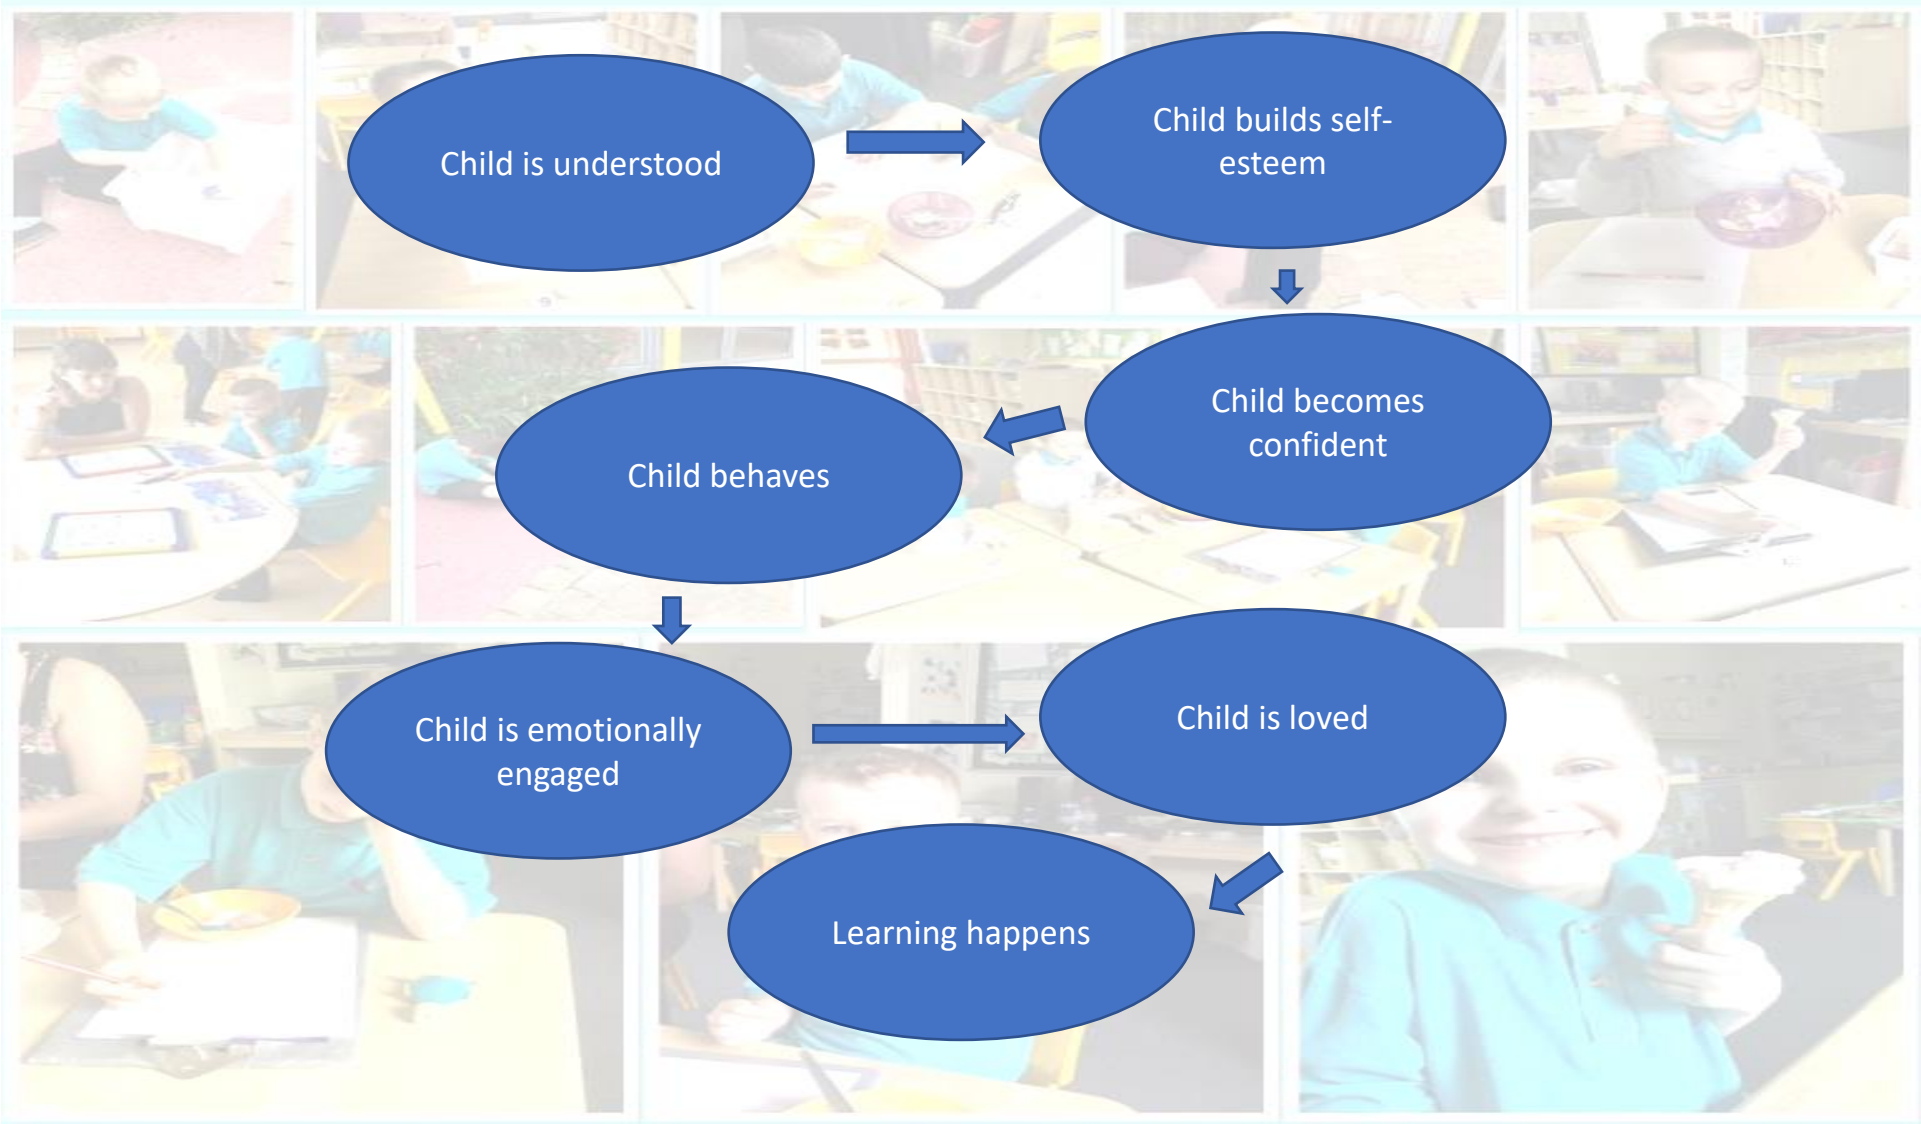 Child is understood
Child builds self-
esteem
Child becomes
confident
Child behaves
Child is emotionally
engaged
Child is loved
Learning happens